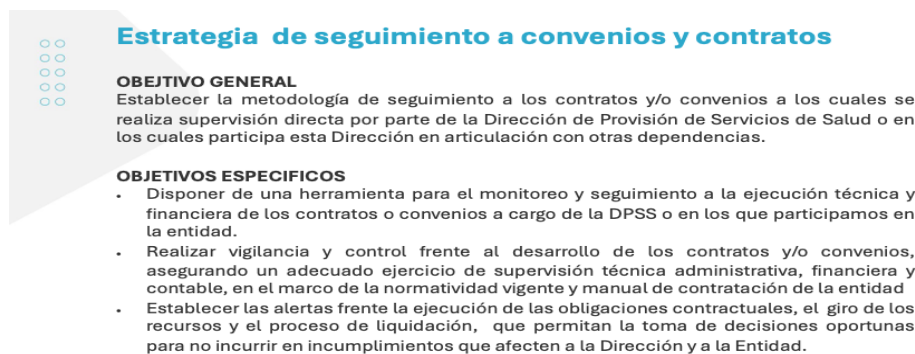 Estrategia de seguimiento a convenios y contratos
OBEJTIVO GENERAL
Establecer la metodología de seguimiento a los contratos y/o convenios a los cuales se
realiza supervisión directa por parte de la Dirección de Provisión de Servicios de Salud o en
los cuales participa esta Dirección en articulación con otras dependencias.
OBJETIVOS ESPECIFICOS
• Disponer de una herramienta para el monitoreo y seguimiento a la ejecución técnica y
financiera de los contratos o convenios a cargo de la DPSS o en los que participamos en
la entidad.
• Realizar vigilancia y control frente al desarrollo de los contratos y/o convenios,
asegurando un adecuado ejercicio de supervisión técnica administrativa, financiera y
contable, en el marco de la normatividad vigente y manual de contratación de la entidad
• Establecer las alertas frente la ejecución de las obligaciones contractuales, el giro de los
recursos y el proceso de liquidación, que permitan la toma de decisiones oportunas
para no incurrir en incumplimientos que afecten a la Dirección y a la Entidad.